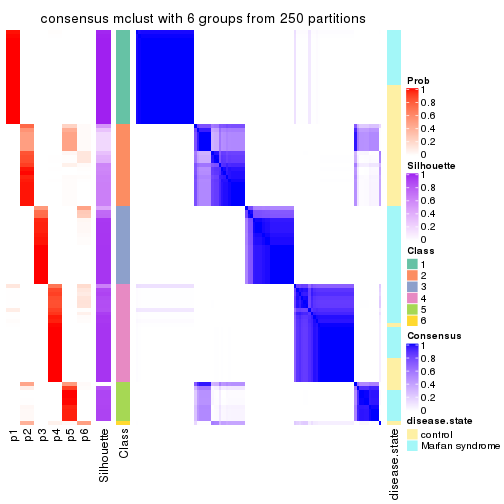 consensus mclust with 6 groups from 250 partitions
Prob
1
0.8
0.6
0.4
0.2
0
Silhouette
1
0.8
0.6
0.4
0.2
0
Class
1
2
3
4
5
6
Consensus
1
0.8
0.6
0.4
0.2
0
disease.state
control
Marfan syndrome
p1
p2
p3
p4
p5
p6
Silhouette
Class
disease.state